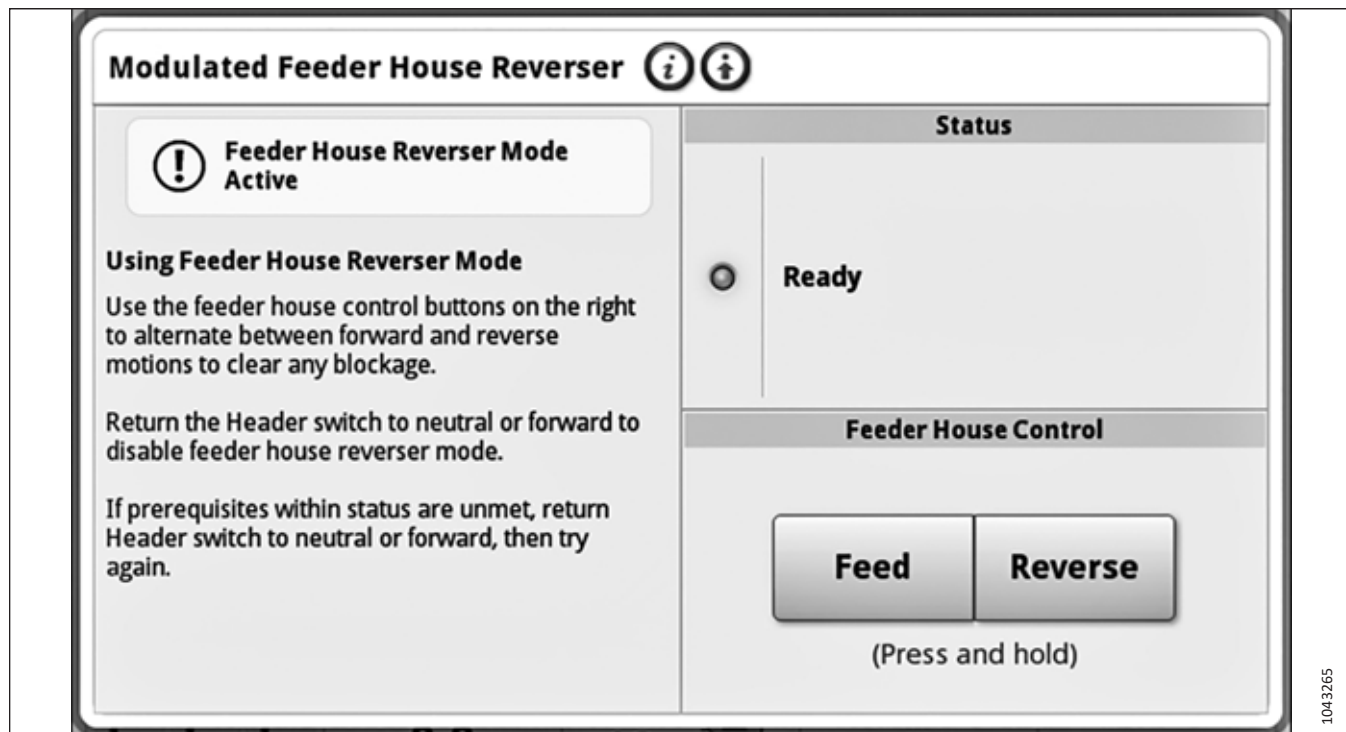 Modulated Feeder House Reverser
Feeder House Reverser Mode
Active
Using Feeder House Reverser Mode
Use the feeder house control buttons on the right
to alternate between forward and reverse
motions to clear any blockage.
Return the Header switch to neutral or forward to
disable feeder house reverser mode.
If prerequisites within status are unmet, return
Header switch to neutral or forward, then try
again.
Status
Ready
Feeder House Control
Feed
Reverse
(Press and hold)
1043265